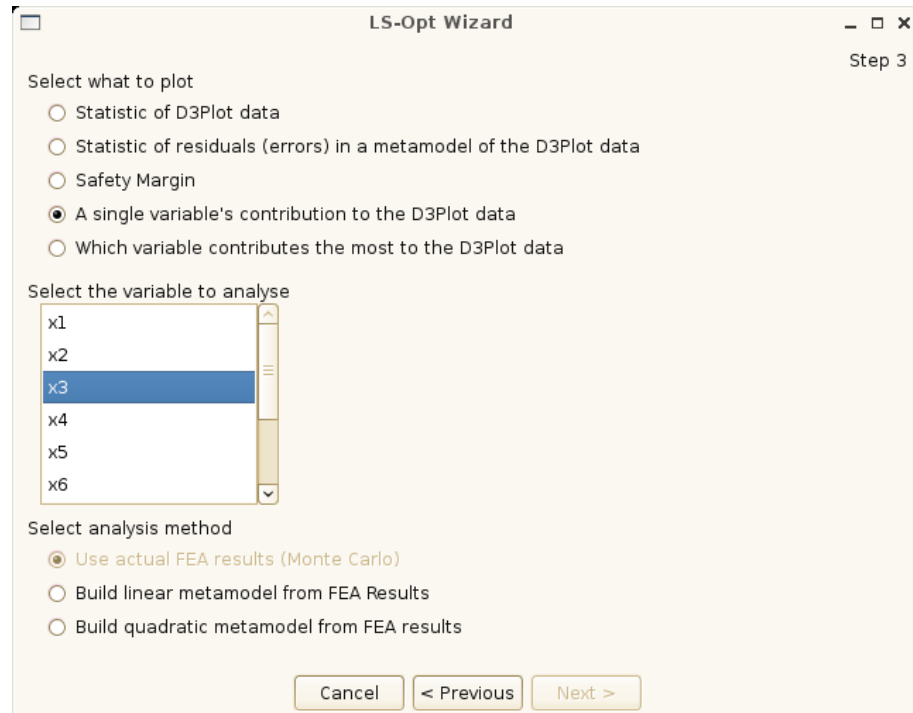 LS-Opt Wizard
Step 3
Select what to plot
Statistic of D3Plot data
Statistic of residuals (errors) in a metamodel of the D3Plot data
Safety Margin
A single variable's contribution to the D3Plot data
Which variable contributes the most to the D3Plot data
Select the variable to analyse
x1
x2
x3
x4
x5
x6
Select analysis method
Use actual FEA results (Monte Carlo)
Build linear metamodel from FEA Results
Build quadratic metamodel from FEA results
Cancel < Previous Next >